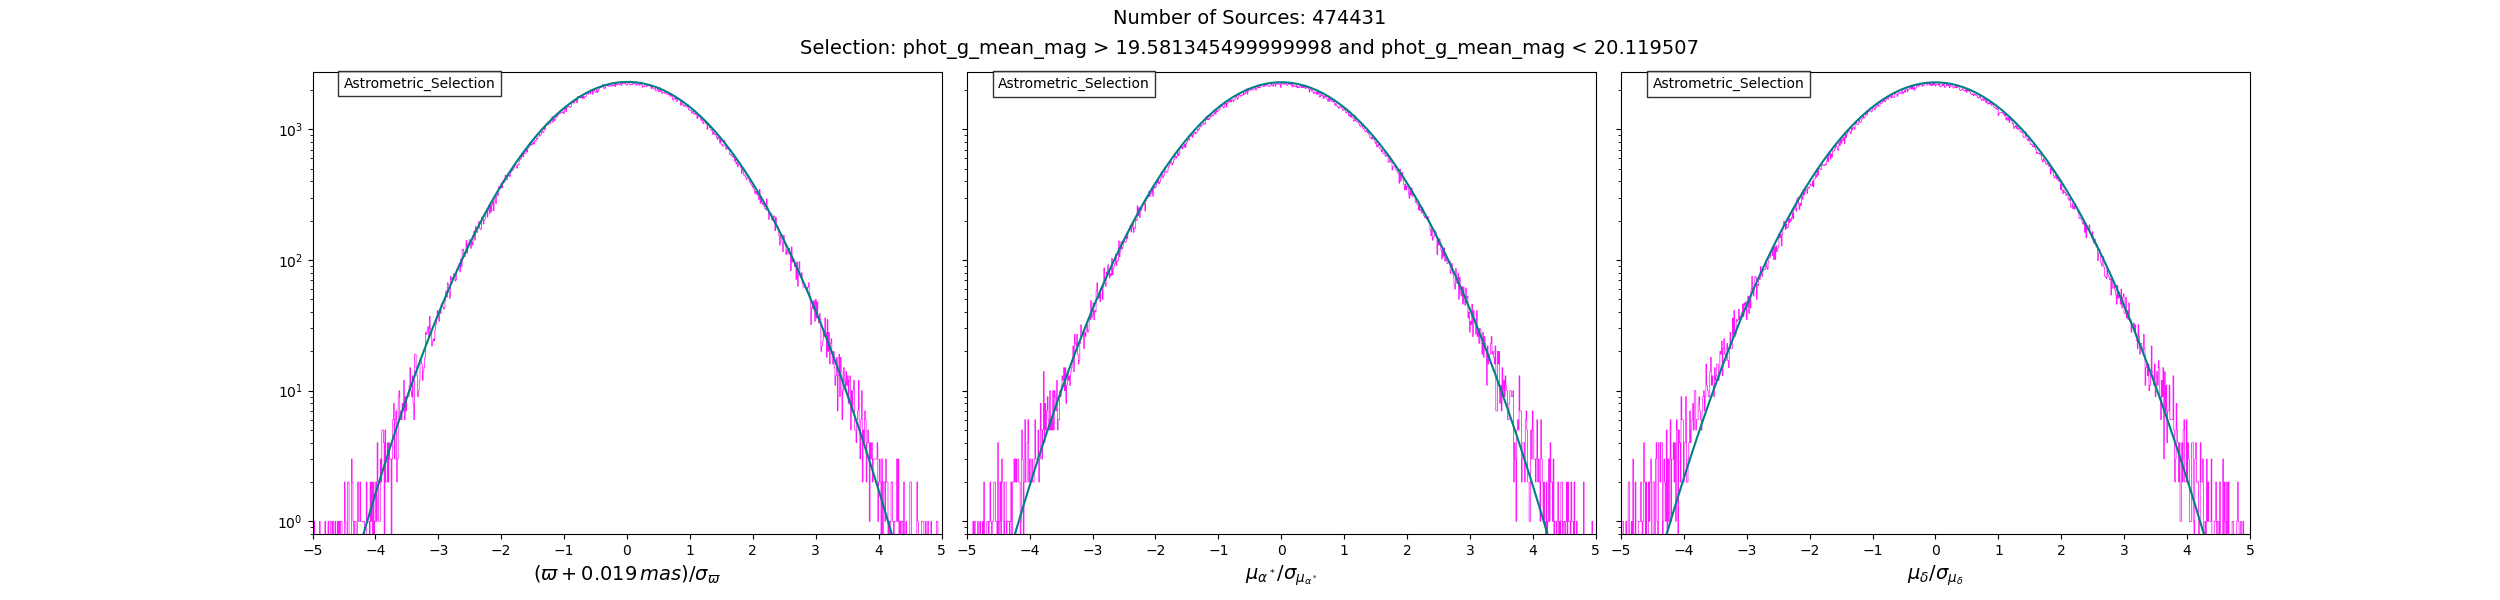 Number of Sources: 474431
Selection: phot_g_mean_mag > 19.581345499999998 and phot_g_mean_mag < 20.119507
Astrometric_Selection Astrometric_Selection Astrometric_Selection
10³
10²
10¹
10⁰
−5 −4 −3 −2 −1 0 1 2 3 4 5 −5 −4 −3 −2 −1 0 1 2 3 4 5 −5 −4 −3 −2 −1 0 1 2 3 4 5
(ϖ + 0.019 mas)/σ_ϖ μ_α*/σ_μ_α* μ_δ/σ_μ_δ